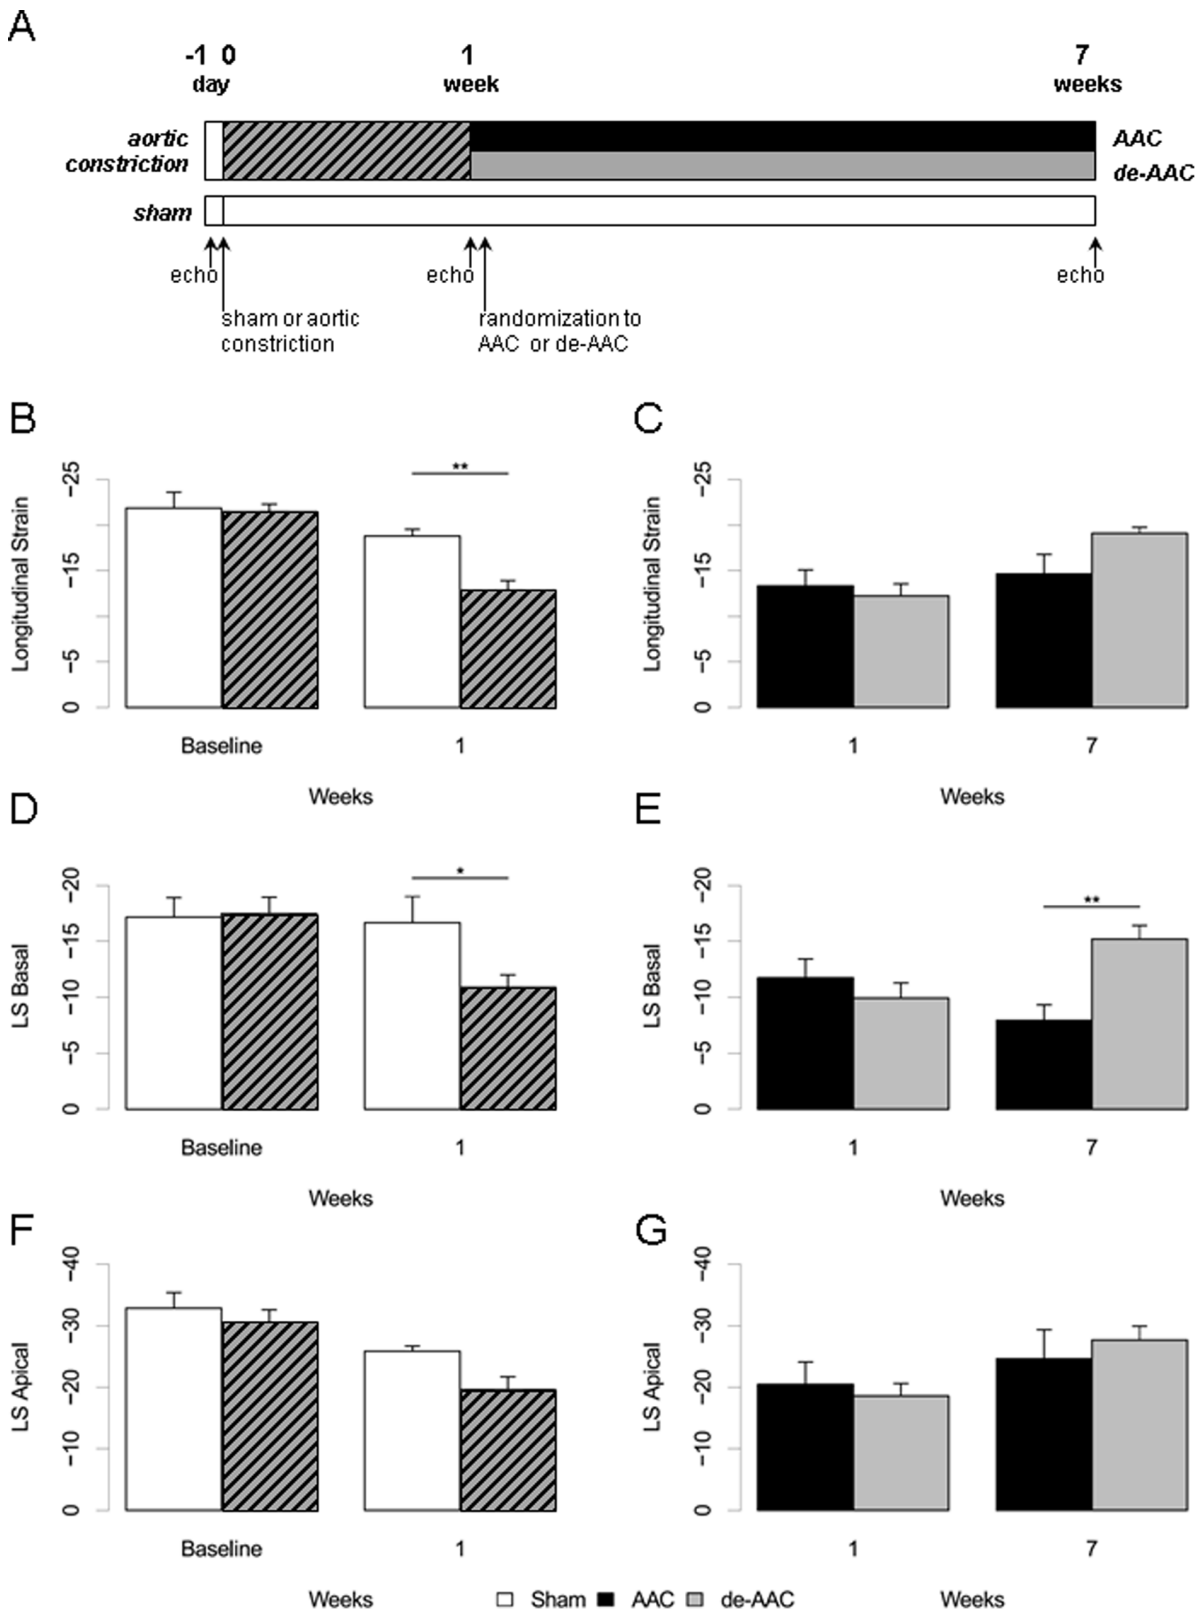 A
-1 0 1 7
day week weeks
aortic
constriction
AAC
de-AAC
sham
echo echo echo
sham or aortic
constriction
randomization to
AAC or de-AAC
B
Longitudinal Strain
−25
−15
−5
0
**
Baseline 1
Weeks
C
Longitudinal Strain
−25
−15
−5
0
1 7
Weeks
D
LS Basal
−20
−15
−10
−5
0
*
Baseline 1
Weeks
E
LS Basal
−20
−15
−10
−5
0
**
1 7
Weeks
F
LS Apical
−40
−30
−20
−10
0
Baseline 1
Weeks
G
LS Apical
−40
−30
−20
−10
0
1 7
Weeks
Sham AAC de-AAC